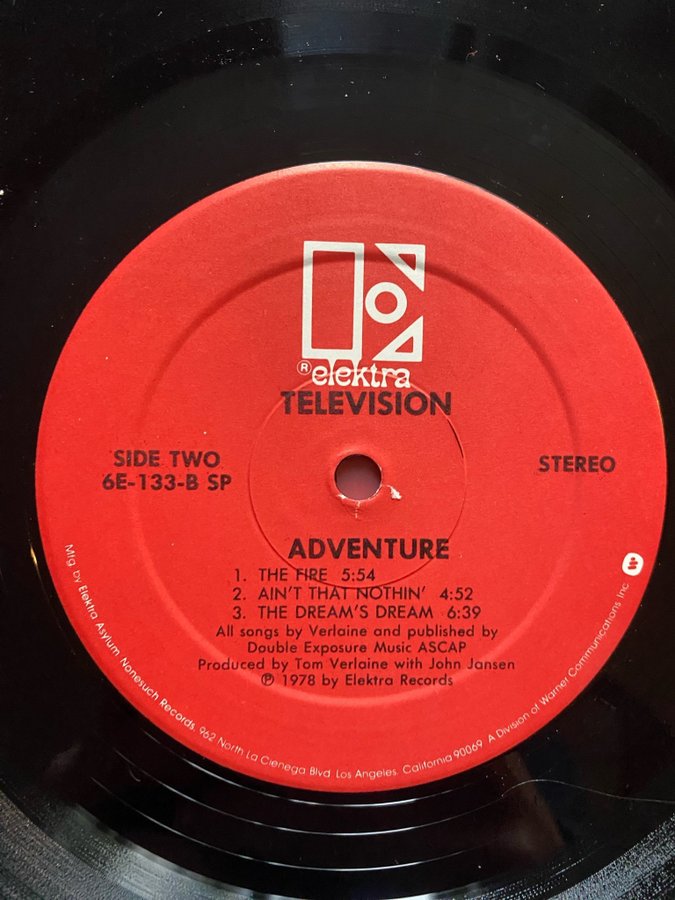 ® elektra
TELEVISION
SIDE TWO
6E-133-B SP
STEREO
ADVENTURE
1. THE FIRE 5:54
2. AIN'T THAT NOTHIN' 4:52
3. THE DREAM'S DREAM 6:39
All songs by Verlaine and published by
Double Exposure Music ASCAP
Produced by Tom Verlaine with John Jansen
℗ 1978 by Elektra Records
Mfg. by Elektra Asylum Nonesuch Records, 962 North La Cienega Blvd. Los Angeles, California 90069 A Division of Warner Communications Inc